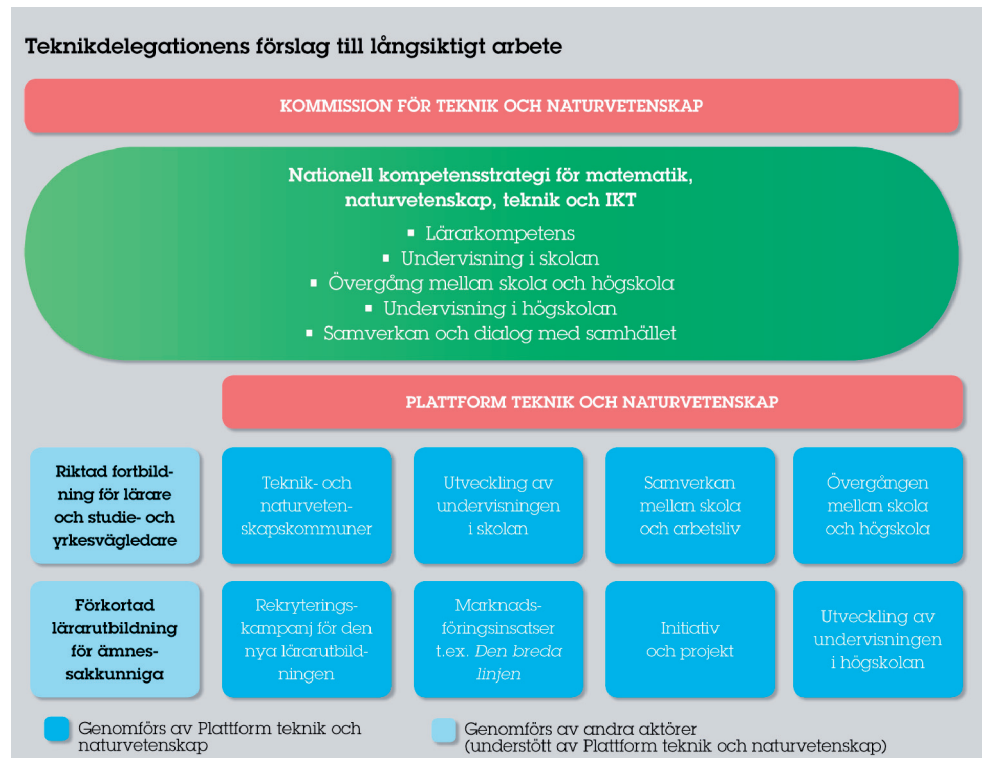 Teknikdelegationens förslag till långsiktigt arbete
KOMMISSION FÖR TEKNIK OCH NATURVETENSKAP
Nationell kompetensstrategi för matematik,
naturvetenskap, teknik och IKT
▪ Lärarkompetens
▪ Undervisning i skolan
▪ Övergång mellan skola och högskola
▪ Undervisning i högskolan
▪ Samverkan och dialog med samhället
PLATTFORM TEKNIK OCH NATURVETENSKAP
Riktad fortbild-
ning för lärare
och studie- och
yrkesvägledare
Teknik- och
naturveten-
skapskommuner
Utveckling av
undervisningen
i skolan
Samverkan
mellan skola
och arbetsliv
Övergången
mellan skola
och högskola
Förkortad
lärarutbildning
för ämnes-
sakkunniga
Rekryterings-
kampanj för den
nya lärarutbild-
ningen
Marknads-
föringsinsatser
t.ex. Den breda
linjen
Initiativ
och projekt
Utveckling av
undervisningen
i högskolan
Genomförs av Plattform teknik och
naturvetenskap
Genomförs av andra aktörer
(understött av Plattform teknik och naturvetenskap)